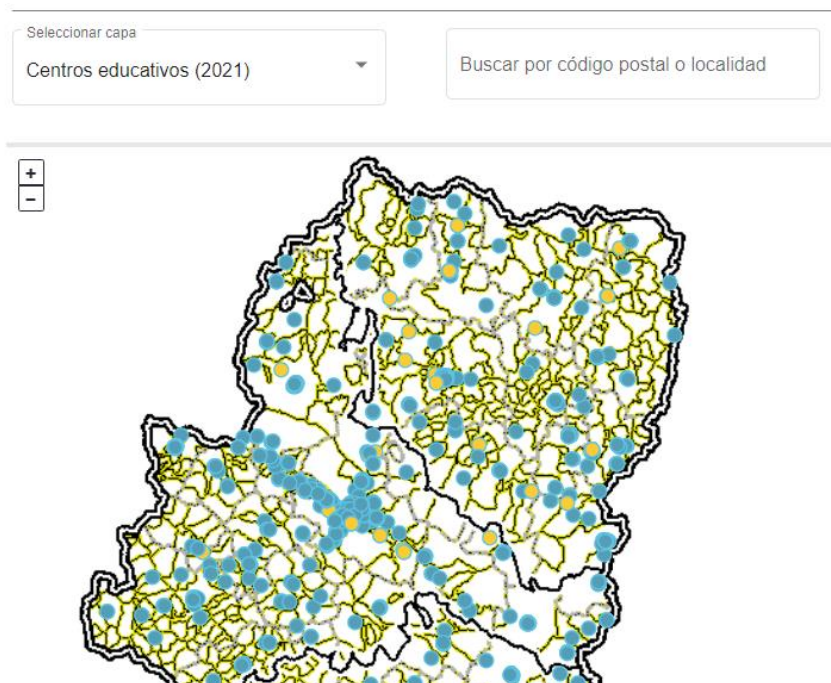 Seleccionar capa
Centros educativos (2021)
Buscar por código postal o localidad
+
−